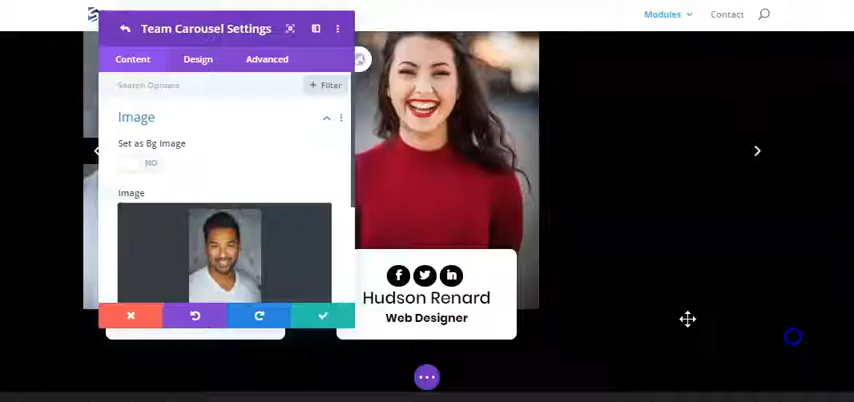 Modules
Contact
Team Carousel Settings
Content
Design
Advanced
Search Options
+ Filter
Image
Set as Bg Image
NO
Image
Hudson Renard
Web Designer